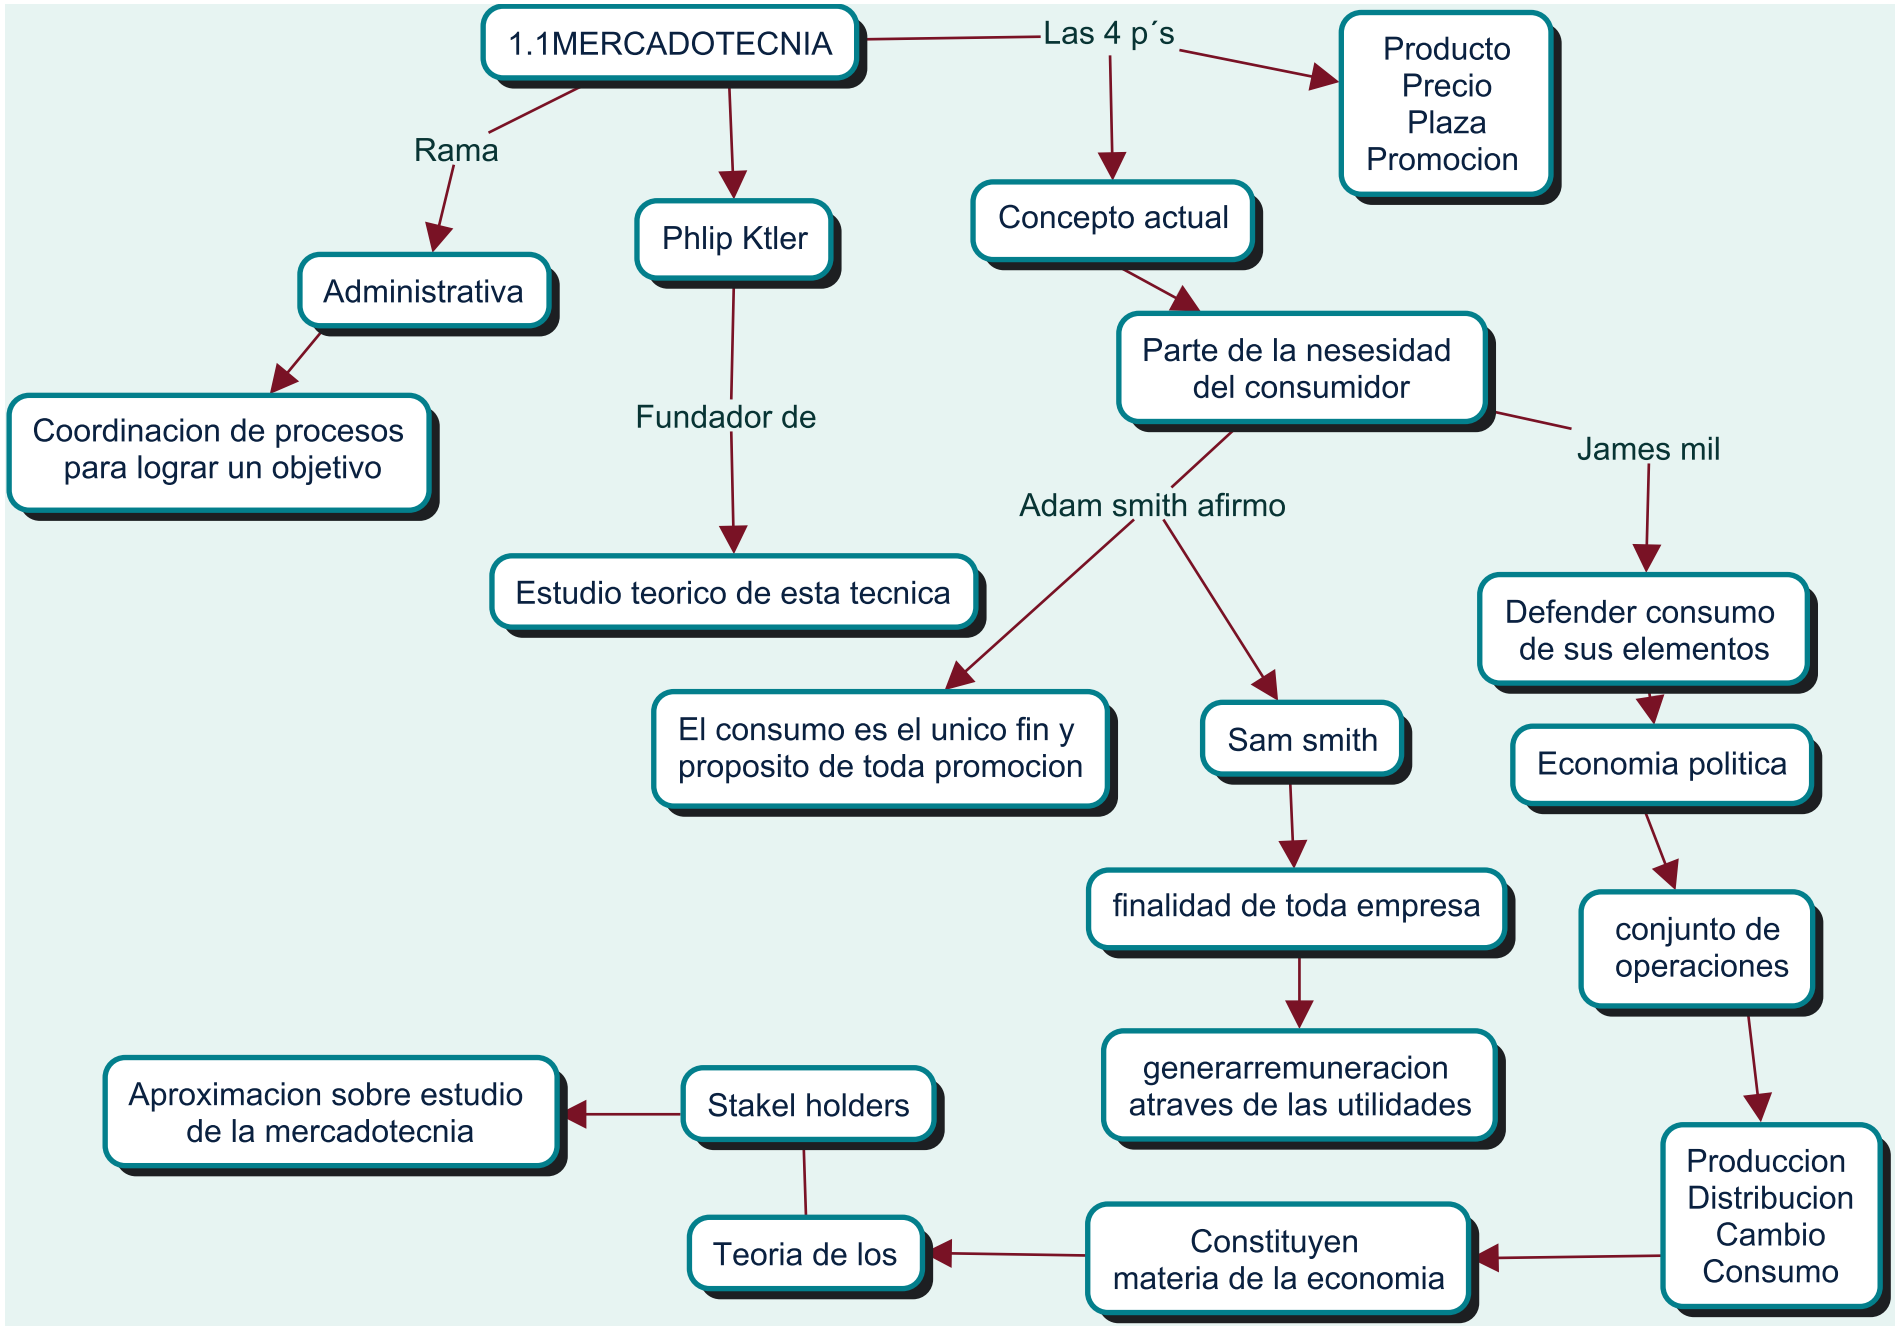 1.1MERCADOTECNIA
Las 4 p´s
Producto
Precio
Plaza
Promocion
Rama
Phlip Ktler
Concepto actual
Administrativa
Parte de la nesesidad
del consumidor
Coordinacion de procesos
para lograr un objetivo
Fundador de
James mil
Adam smith afirmo
Estudio teorico de esta tecnica
Defender consumo
de sus elementos
El consumo es el unico fin y
proposito de toda promocion
Sam smith
Economia politica
finalidad de toda empresa
conjunto de
operaciones
generarremuneracion
atraves de las utilidades
Aproximacion sobre estudio
de la mercadotecnia
Stakel holders
Produccion
Distribucion
Cambio
Consumo
Teoria de los
Constituyen
materia de la economia